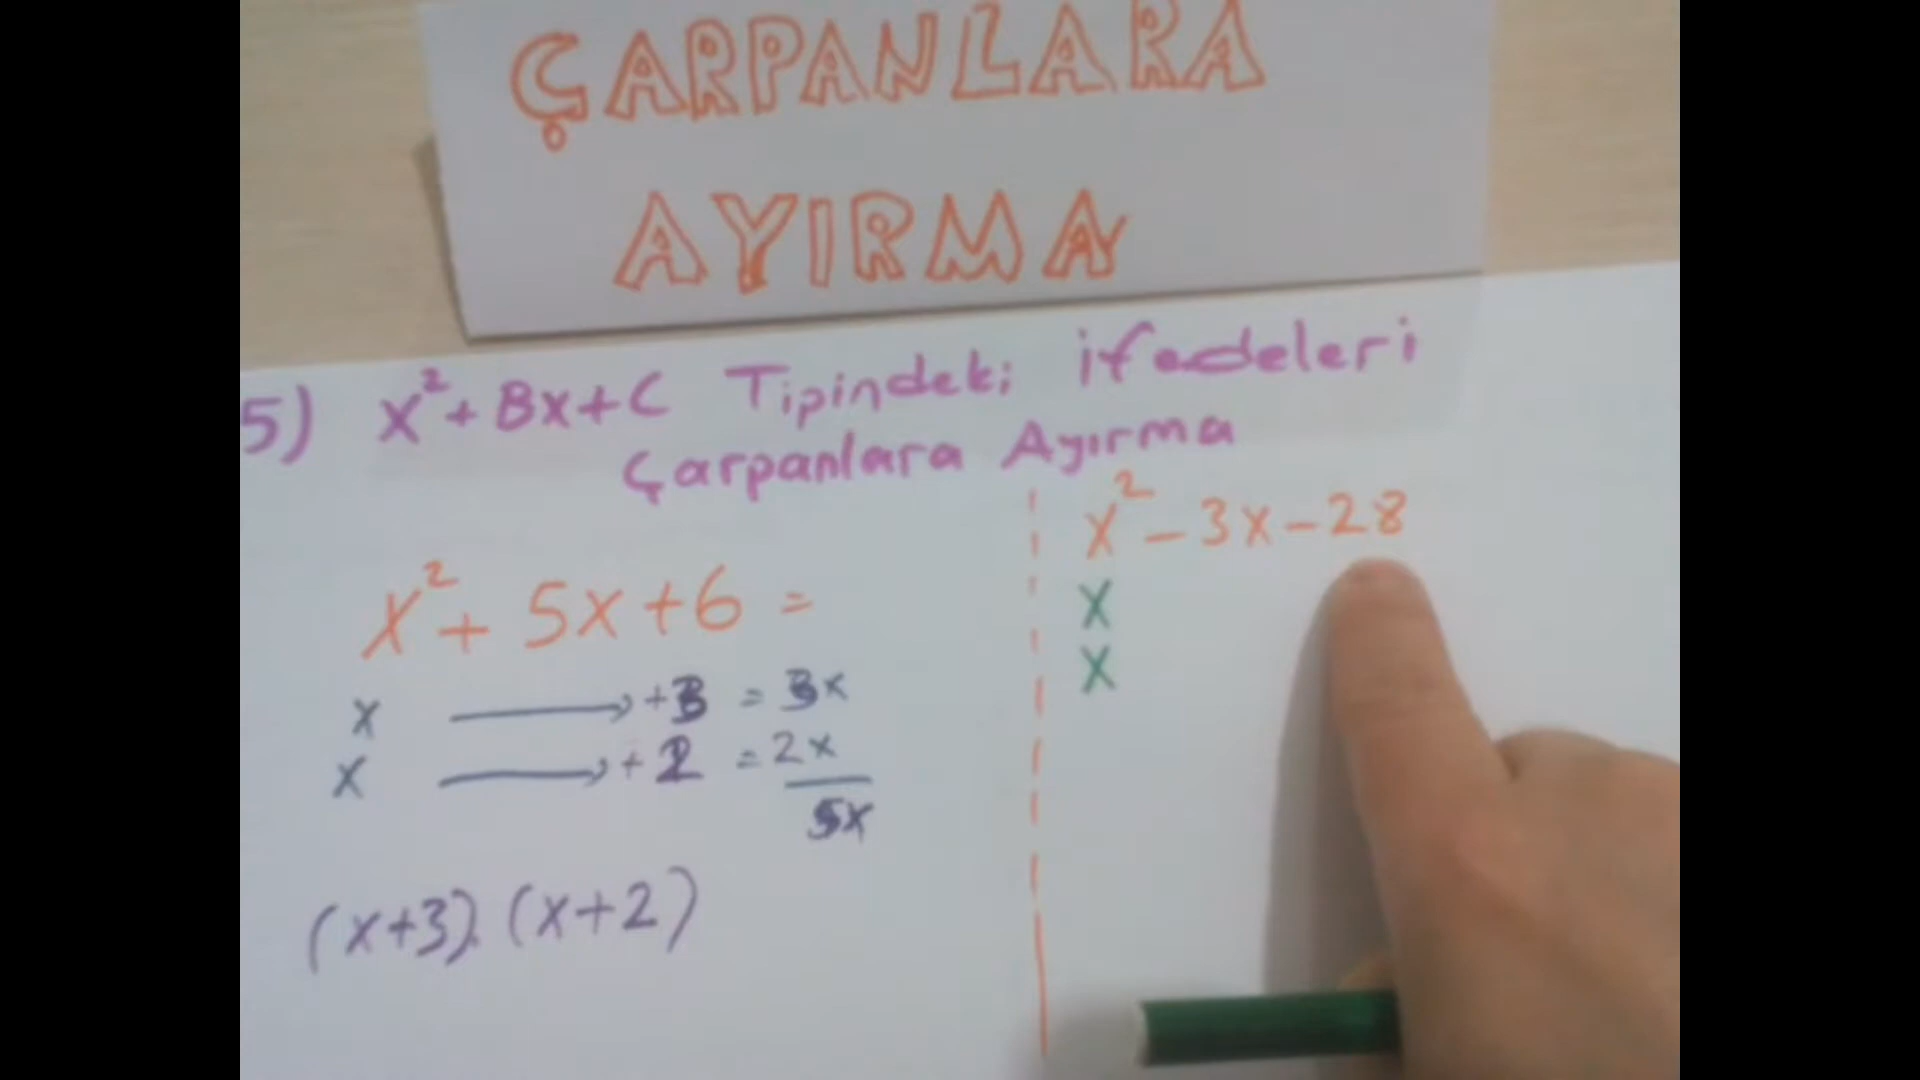 ÇARPANLARA
AYIRMA
5) x² + Bx + C Tipindeki ifadeleri
Çarpanlara Ayırma
x² + 5x + 6 =
x → +3 = 3x
x → +2 = 2x
5x
(x+3).(x+2)
x² - 3x - 28
x
x